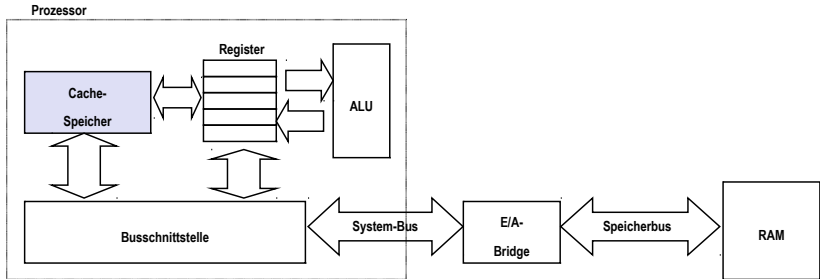 Prozessor
Register
Cache-
Speicher
ALU
Busschnittstelle
System-Bus
E/A-
Bridge
Speicherbus
RAM